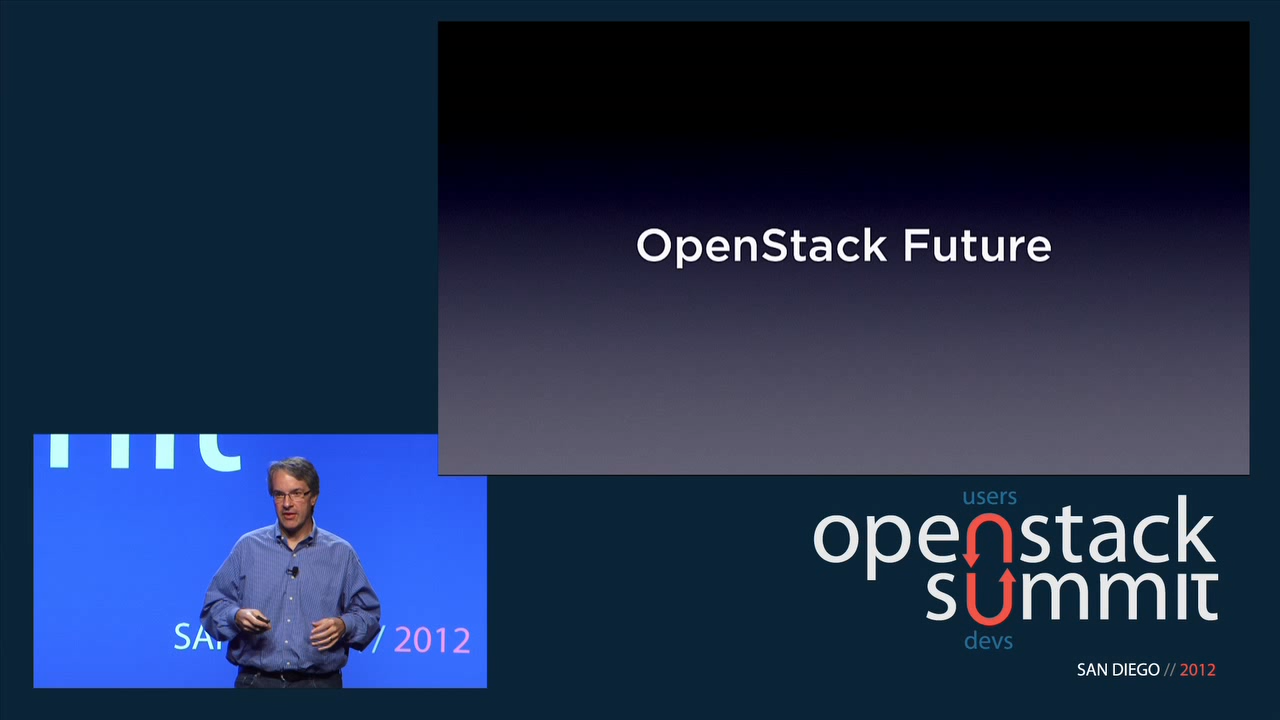 OpenStack Future
users
openstack
summit
devs
SAN DIEGO // 2012
/ 2012